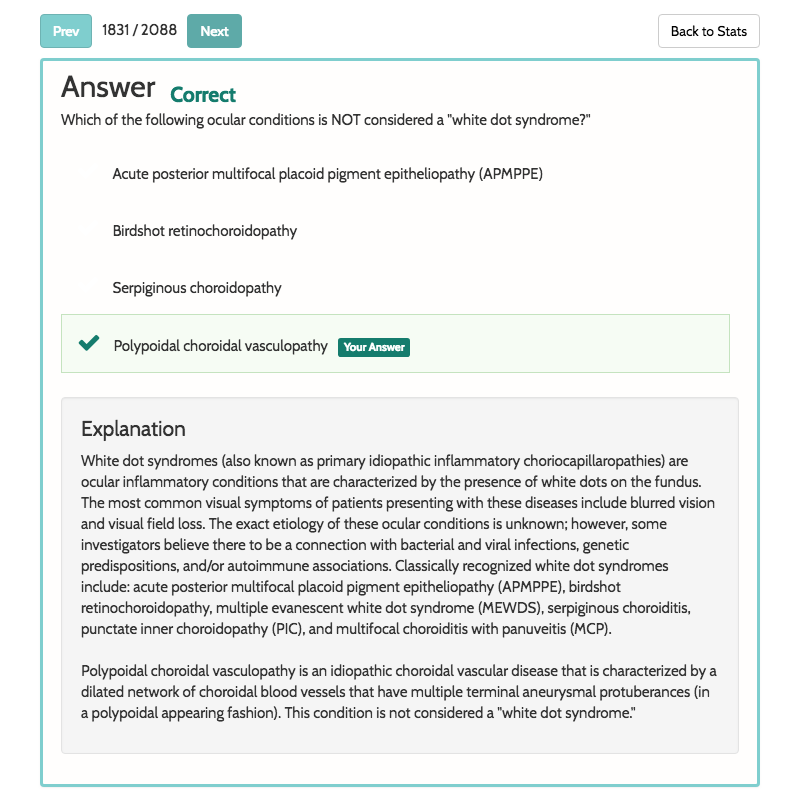 Prev 1831 / 2088 Next Back to Stats
Answer Correct
Which of the following ocular conditions is NOT considered a "white dot syndrome?"
Acute posterior multifocal placoid pigment epitheliopathy (APMPPE)
Birdshot retinochoroidopathy
Serpiginous choroidopathy
Polypoidal choroidal vasculopathy Your Answer
Explanation
White dot syndromes (also known as primary idiopathic inflammatory choriocapillaropathies) are
ocular inflammatory conditions that are characterized by the presence of white dots on the fundus.
The most common visual symptoms of patients presenting with these diseases include blurred vision
and visual field loss. The exact etiology of these ocular conditions is unknown; however, some
investigators believe there to be a connection with bacterial and viral infections, genetic
predispositions, and/or autoimmune associations. Classically recognized white dot syndromes
include: acute posterior multifocal placoid pigment epitheliopathy (APMPPE), birdshot
retinochoroidopathy, multiple evanescent white dot syndrome (MEWDS), serpiginous choroiditis,
punctate inner choroidopathy (PIC), and multifocal choroiditis with panuveitis (MCP).
Polypoidal choroidal vasculopathy is an idiopathic choroidal vascular disease that is characterized by a
dilated network of choroidal blood vessels that have multiple terminal aneurysmal protuberances (in
a polypoidal appearing fashion). This condition is not considered a "white dot syndrome."